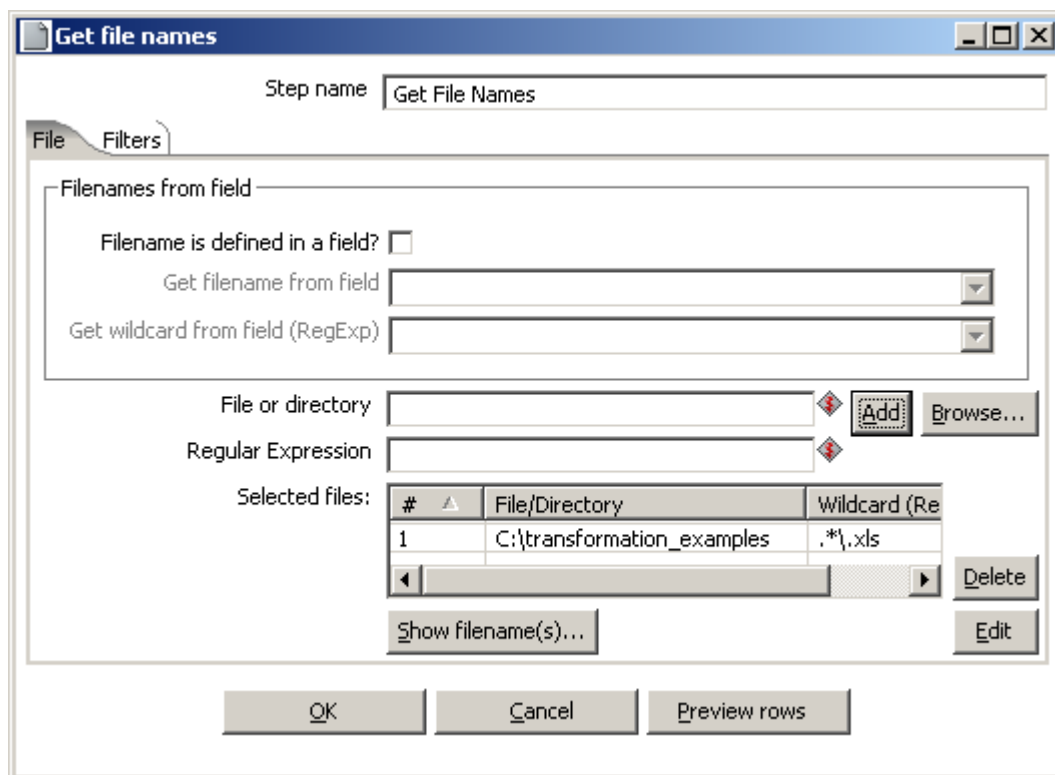 Get file names
Step name Get File Names
File Filters
Filenames from field
Filename is defined in a field?
Get filename from field
Get wildcard from field (RegExp)
File or directory Add Browse...
Regular Expression
Selected files: # File/Directory Wildcard (Re
1 C:\transformation_examples .*\.xls
Delete
Show filename(s)... Edit
OK Cancel Preview rows